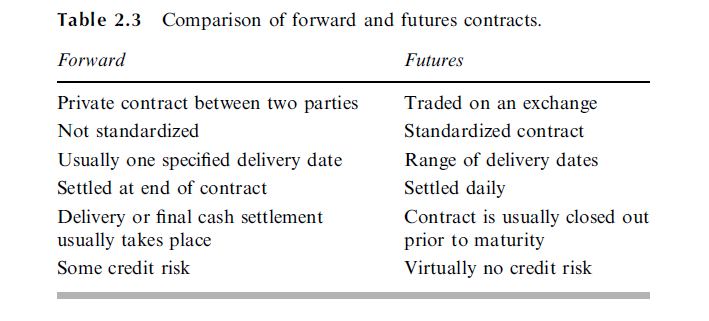 Table 2.3 Comparison of forward and futures contracts.
Forward Futures
Private contract between two parties Traded on an exchange
Not standardized Standardized contract
Usually one specified delivery date Range of delivery dates
Settled at end of contract Settled daily
Delivery or final cash settlement Contract is usually closed out
usually takes place prior to maturity
Some credit risk Virtually no credit risk